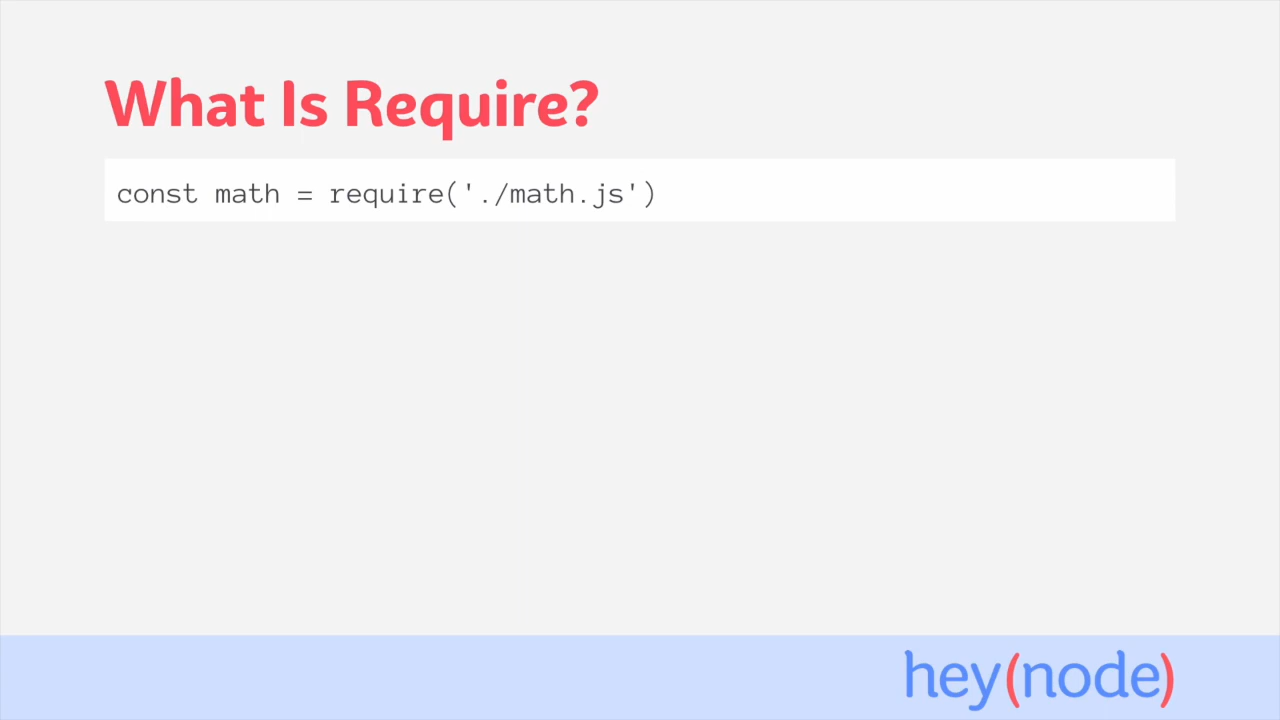 What Is Require?
const math = require('./math.js')
hey(node)